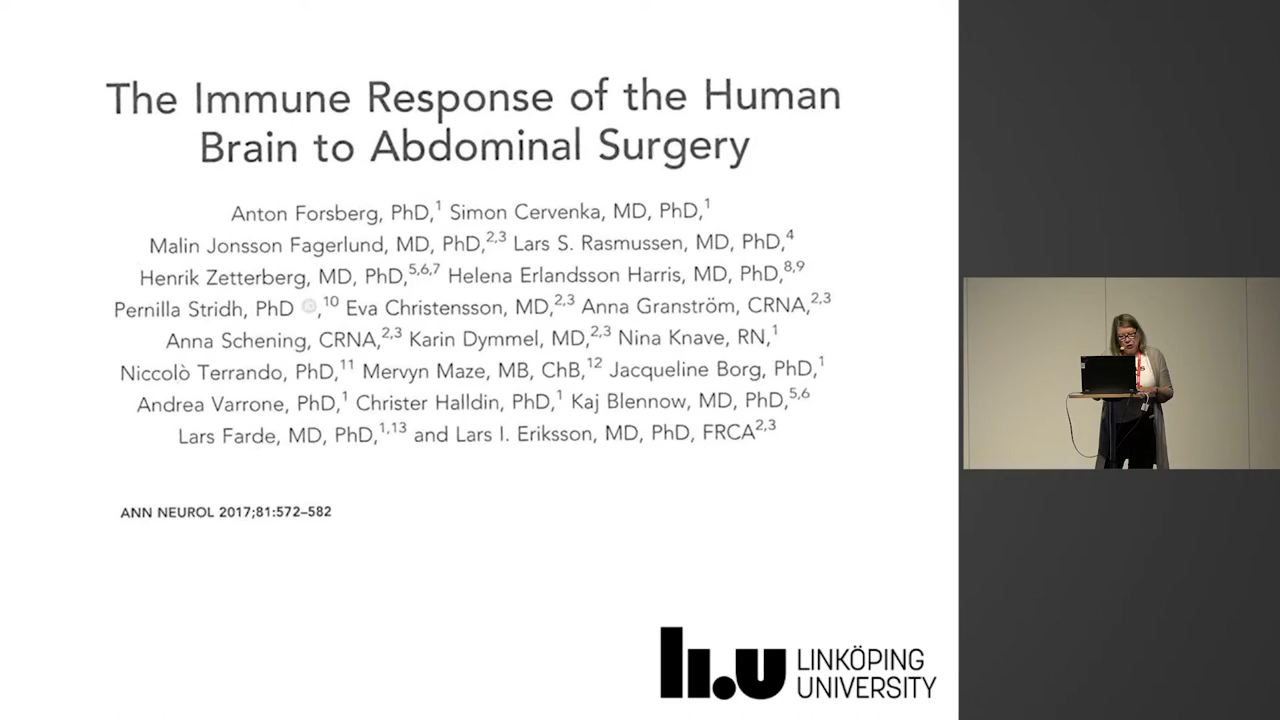 The Immune Response of the Human
Brain to Abdominal Surgery
Anton Forsberg, PhD,1 Simon Cervenka, MD, PhD,1
Malin Jonsson Fagerlund, MD, PhD,2,3 Lars S. Rasmussen, MD, PhD,4
Henrik Zetterberg, MD, PhD,5,6,7 Helena Erlandsson Harris, MD, PhD,8,9
Pernilla Stridh, PhD ,10 Eva Christensson, MD,2,3 Anna Granström, CRNA,2,3
Anna Schening, CRNA,2,3 Karin Dymmel, MD,2,3 Nina Knave, RN,1
Niccolò Terrando, PhD,11 Mervyn Maze, MB, ChB,12 Jacqueline Borg, PhD,1
Andrea Varrone, PhD,1 Christer Halldin, PhD,1 Kaj Blennow, MD, PhD,5,6
Lars Farde, MD, PhD,1,13 and Lars I. Eriksson, MD, PhD, FRCA2,3
ANN NEUROL 2017;81:572–582
li.u LINKÖPING
UNIVERSITY